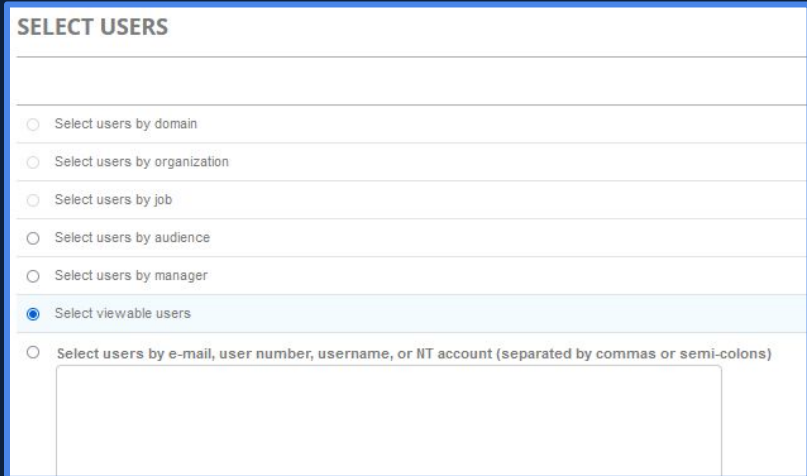 SELECT USERS
Select users by domain
Select users by organization
Select users by job
Select users by audience
Select users by manager
Select viewable users
Select users by e-mail, user number, username, or NT account (separated by commas or semi-colons)